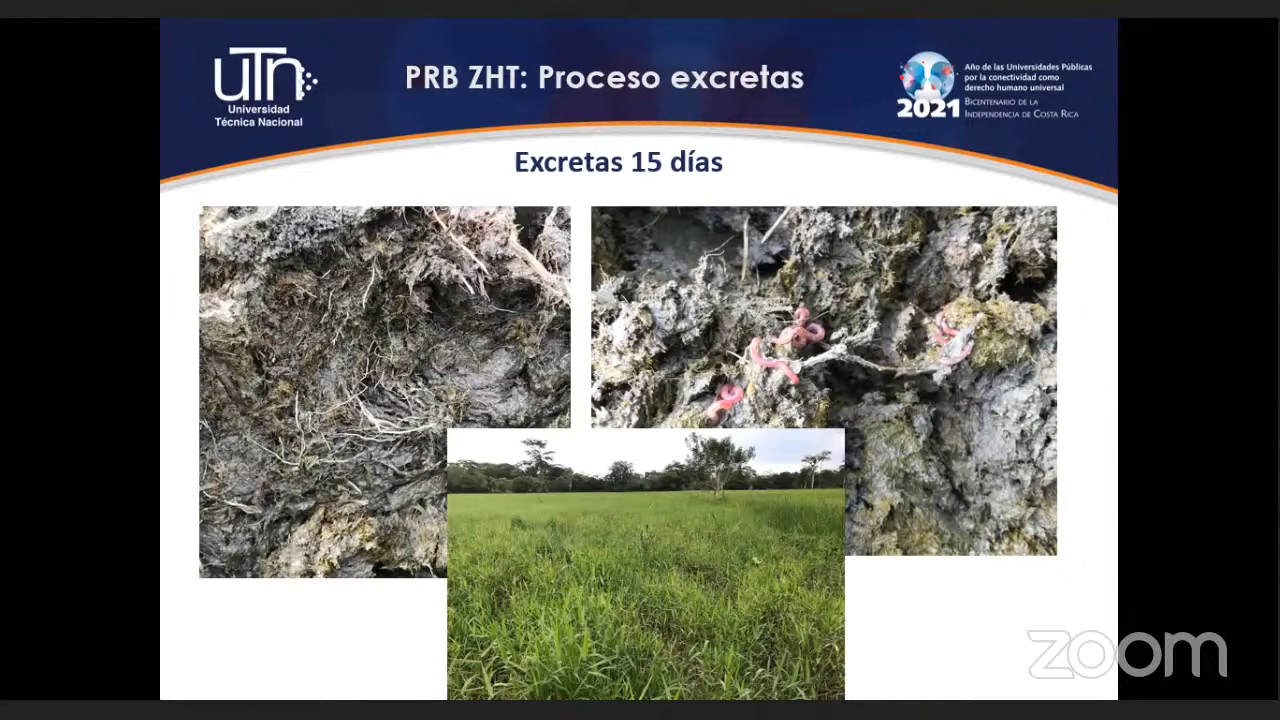 UTN
Universidad
Técnica Nacional
PRB ZHT: Proceso excretas
2021
Año de las Universidades Públicas
por la conectividad como
derecho humano universal
BICENTENARIO DE LA
INDEPENDENCIA DE COSTA RICA
Excretas 15 días
zoom